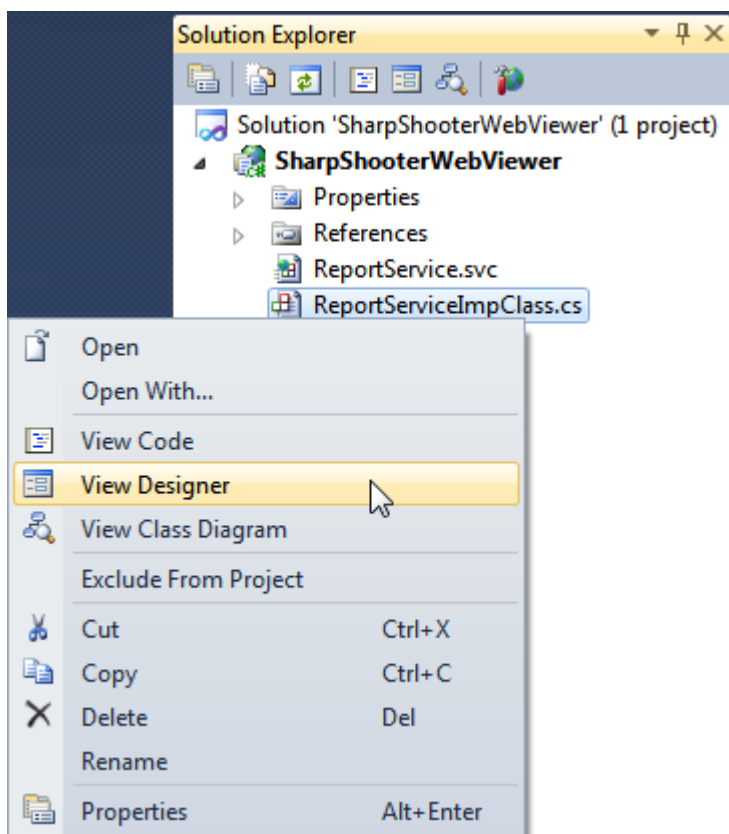 Solution Explorer
Solution 'SharpShooterWebViewer' (1 project)
SharpShooterWebViewer
Properties
References
ReportService.svc
ReportServiceImpClass.cs
Open
Open With...
View Code
View Designer
View Class Diagram
Exclude From Project
Cut Ctrl+X
Copy Ctrl+C
Delete Del
Rename
Properties Alt+Enter